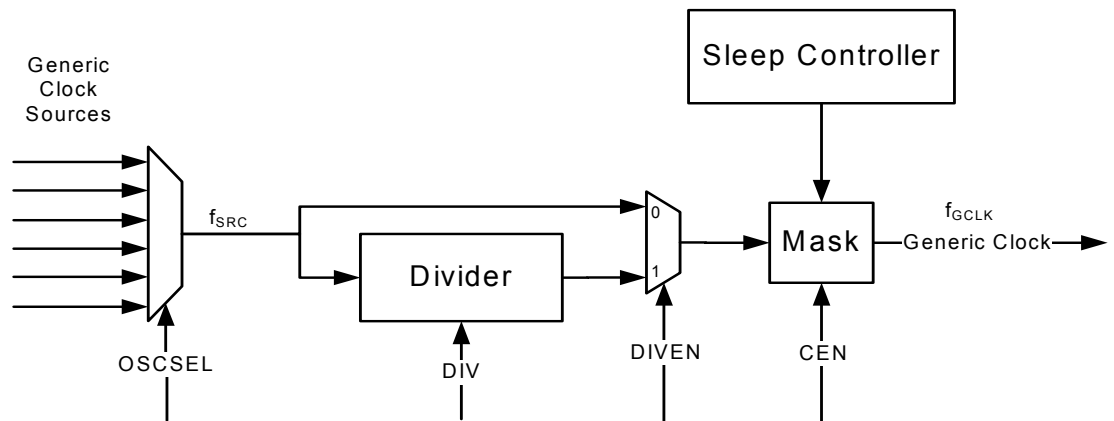 Sleep Controller
Generic
Clock
Sources
fSRC
0
fGCLK
Mask
Generic Clock
Divider
1
OSCSEL
DIV
DIVEN
CEN